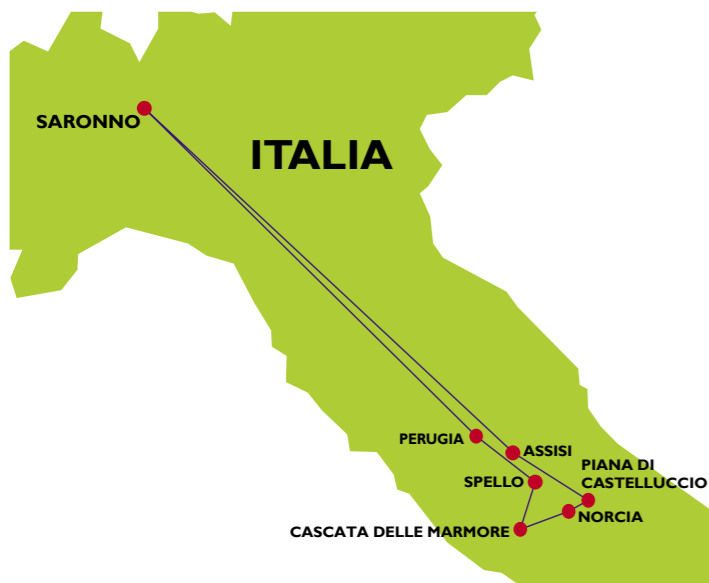 SARONNO
ITALIA
PERUGIA
ASSISI
PIANA DI
CASTELLUCCIO
SPELLO
NORCIA
CASCATA DELLE MARMORE